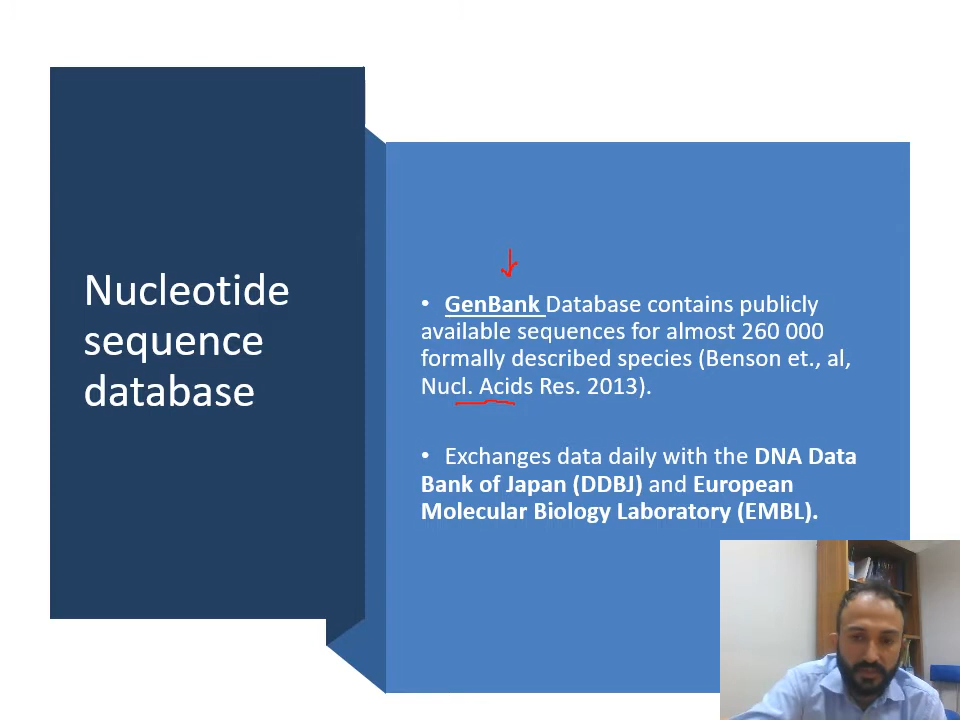 Nucleotide
sequence
database
• GenBank Database contains publicly
available sequences for almost 260 000
formally described species (Benson et., al,
Nucl. Acids Res. 2013).
• Exchanges data daily with the DNA Data
Bank of Japan (DDBJ) and European
Molecular Biology Laboratory (EMBL).